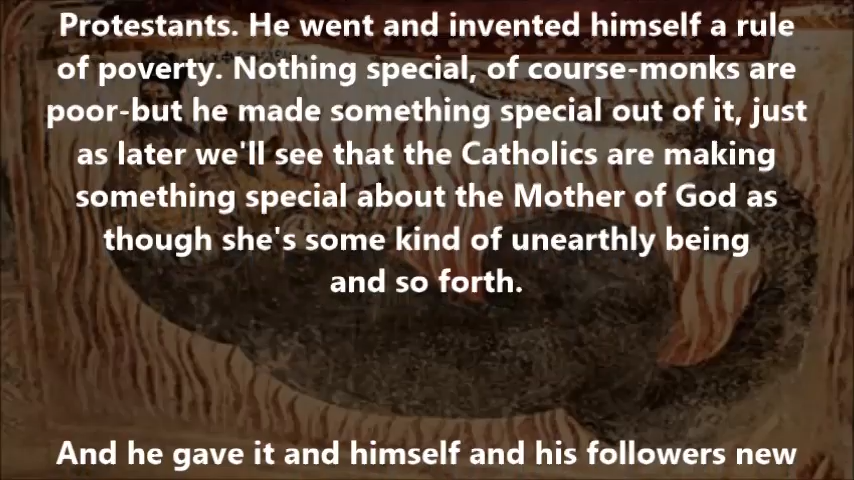 Protestants. He went and invented himself a rule
of poverty. Nothing special, of course-monks are
poor-but he made something special out of it, just
as later we'll see that the Catholics are making
something special about the Mother of God as
though she's some kind of unearthly being
and so forth.
And he gave it and himself and his followers new